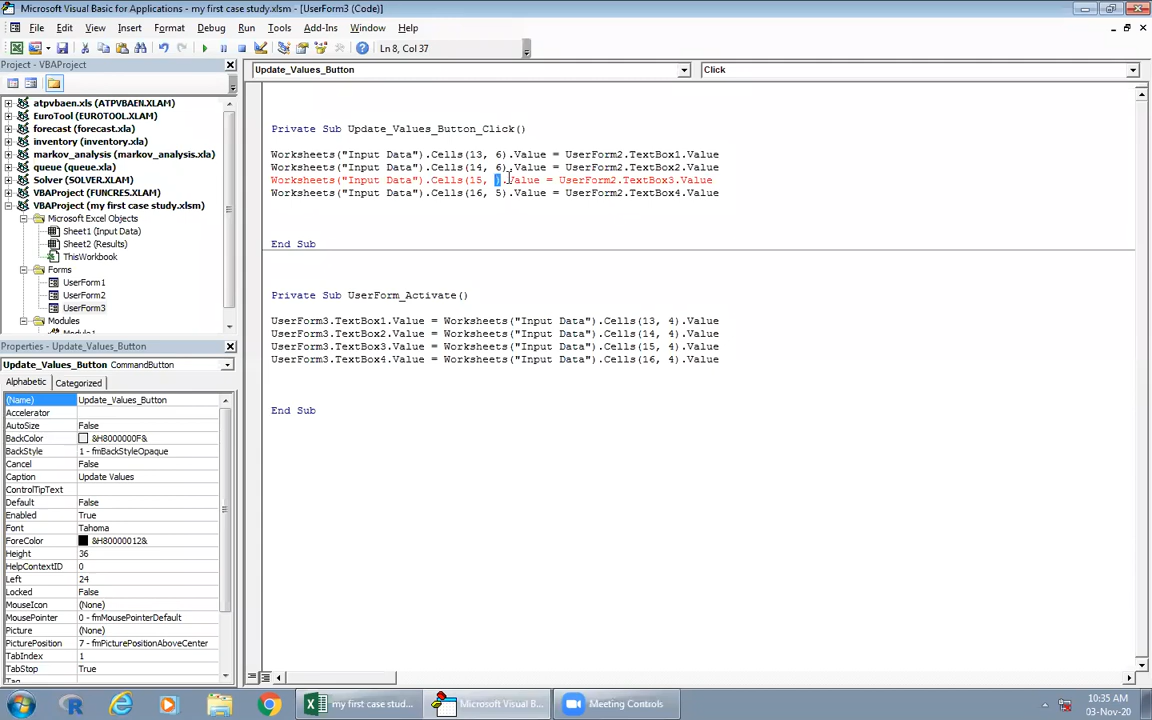 Microsoft Visual Basic for Applications - my first case study.xlsm - [UserForm3 (Code)]
File Edit View Insert Format Debug Run Tools Add-Ins Window Help
Ln 8, Col 37
Project - VBAProject
Update_Values_Button
Click
atpvbaen.xls (ATPVBAEN.XLAM)
EuroTool (EUROTOOL.XLAM)
forecast (forecast.xla)
inventory (inventory.xla)
markov_analysis (markov_analysis.xla)
queue (queue.xla)
Solver (SOLVER.XLAM)
VBAProject (FUNCRES.XLAM)
VBAProject (my first case study.xlsm)
Microsoft Excel Objects
Sheet1 (Input Data)
Sheet2 (Results)
ThisWorkbook
Forms
UserForm1
UserForm2
UserForm3
Modules
Module1
Properties - Update_Values_Button
Update_Values_Button CommandButton
Alphabetic Categorized
(Name) Update_Values_Button
Accelerator
AutoSize False
BackColor &H8000000F&
BackStyle 1 - fmBackStyleOpaque
Cancel False
Caption Update Values
ControlTipText
Default False
Enabled True
Font Tahoma
ForeColor &H80000012&
Height 36
HelpContextID 0
Left 24
Locked False
MouseIcon (None)
MousePointer 0 - fmMousePointerDefault
Picture (None)
PicturePosition 7 - fmPicturePositionAboveCenter
TabIndex 1
TabStop True
Tag
Private Sub Update_Values_Button_Click()
Worksheets("Input Data").Cells(13, 6).Value = UserForm2.TextBox1.Value
Worksheets("Input Data").Cells(14, 6).Value = UserForm2.TextBox2.Value
Worksheets("Input Data").Cells(15, ).Value = UserForm2.TextBox3.Value
Worksheets("Input Data").Cells(16, 5).Value = UserForm2.TextBox4.Value
End Sub
Private Sub UserForm_Activate()
UserForm3.TextBox1.Value = Worksheets("Input Data").Cells(13, 4).Value
UserForm3.TextBox2.Value = Worksheets("Input Data").Cells(14, 4).Value
UserForm3.TextBox3.Value = Worksheets("Input Data").Cells(15, 4).Value
UserForm3.TextBox4.Value = Worksheets("Input Data").Cells(16, 4).Value
End Sub
my first case stud...
Microsoft Visual B...
Meeting Controls
10:35 AM
03-Nov-20